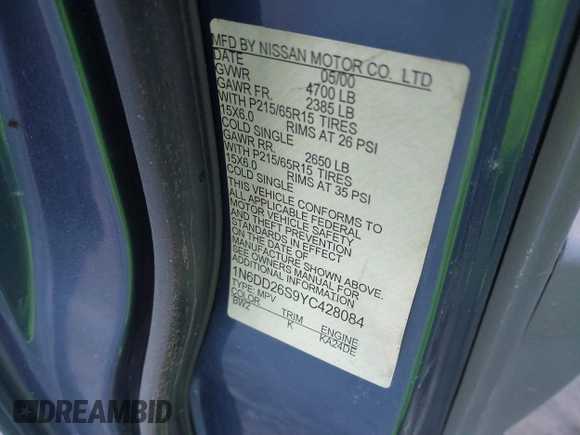 MFD BY NISSAN MOTOR CO. LTD
DATE 05/00
GVWR 4700 LB
GAWR FR. 2385 LB
WITH P215/65R15 TIRES
15X6.0 RIMS AT 26 PSI
COLD SINGLE
GAWR RR. 2650 LB
WITH P215/65R15 TIRES
15X6.0 RIMS AT 35 PSI
COLD SINGLE
THIS VEHICLE CONFORMS TO
ALL APPLICABLE FEDERAL
MOTOR VEHICLE SAFETY
AND THEFT PREVENTION
STANDARDS IN EFFECT
ON THE DATE OF
MANUFACTURE SHOWN ABOVE.
SEE OWNERS MANUAL FOR
ADDITIONAL INFORMATION
1N6DD26S9YC428084
TYPE: MPV
COLOR TRIM ENGINE
BW2 K KA24DE
DREAMBID